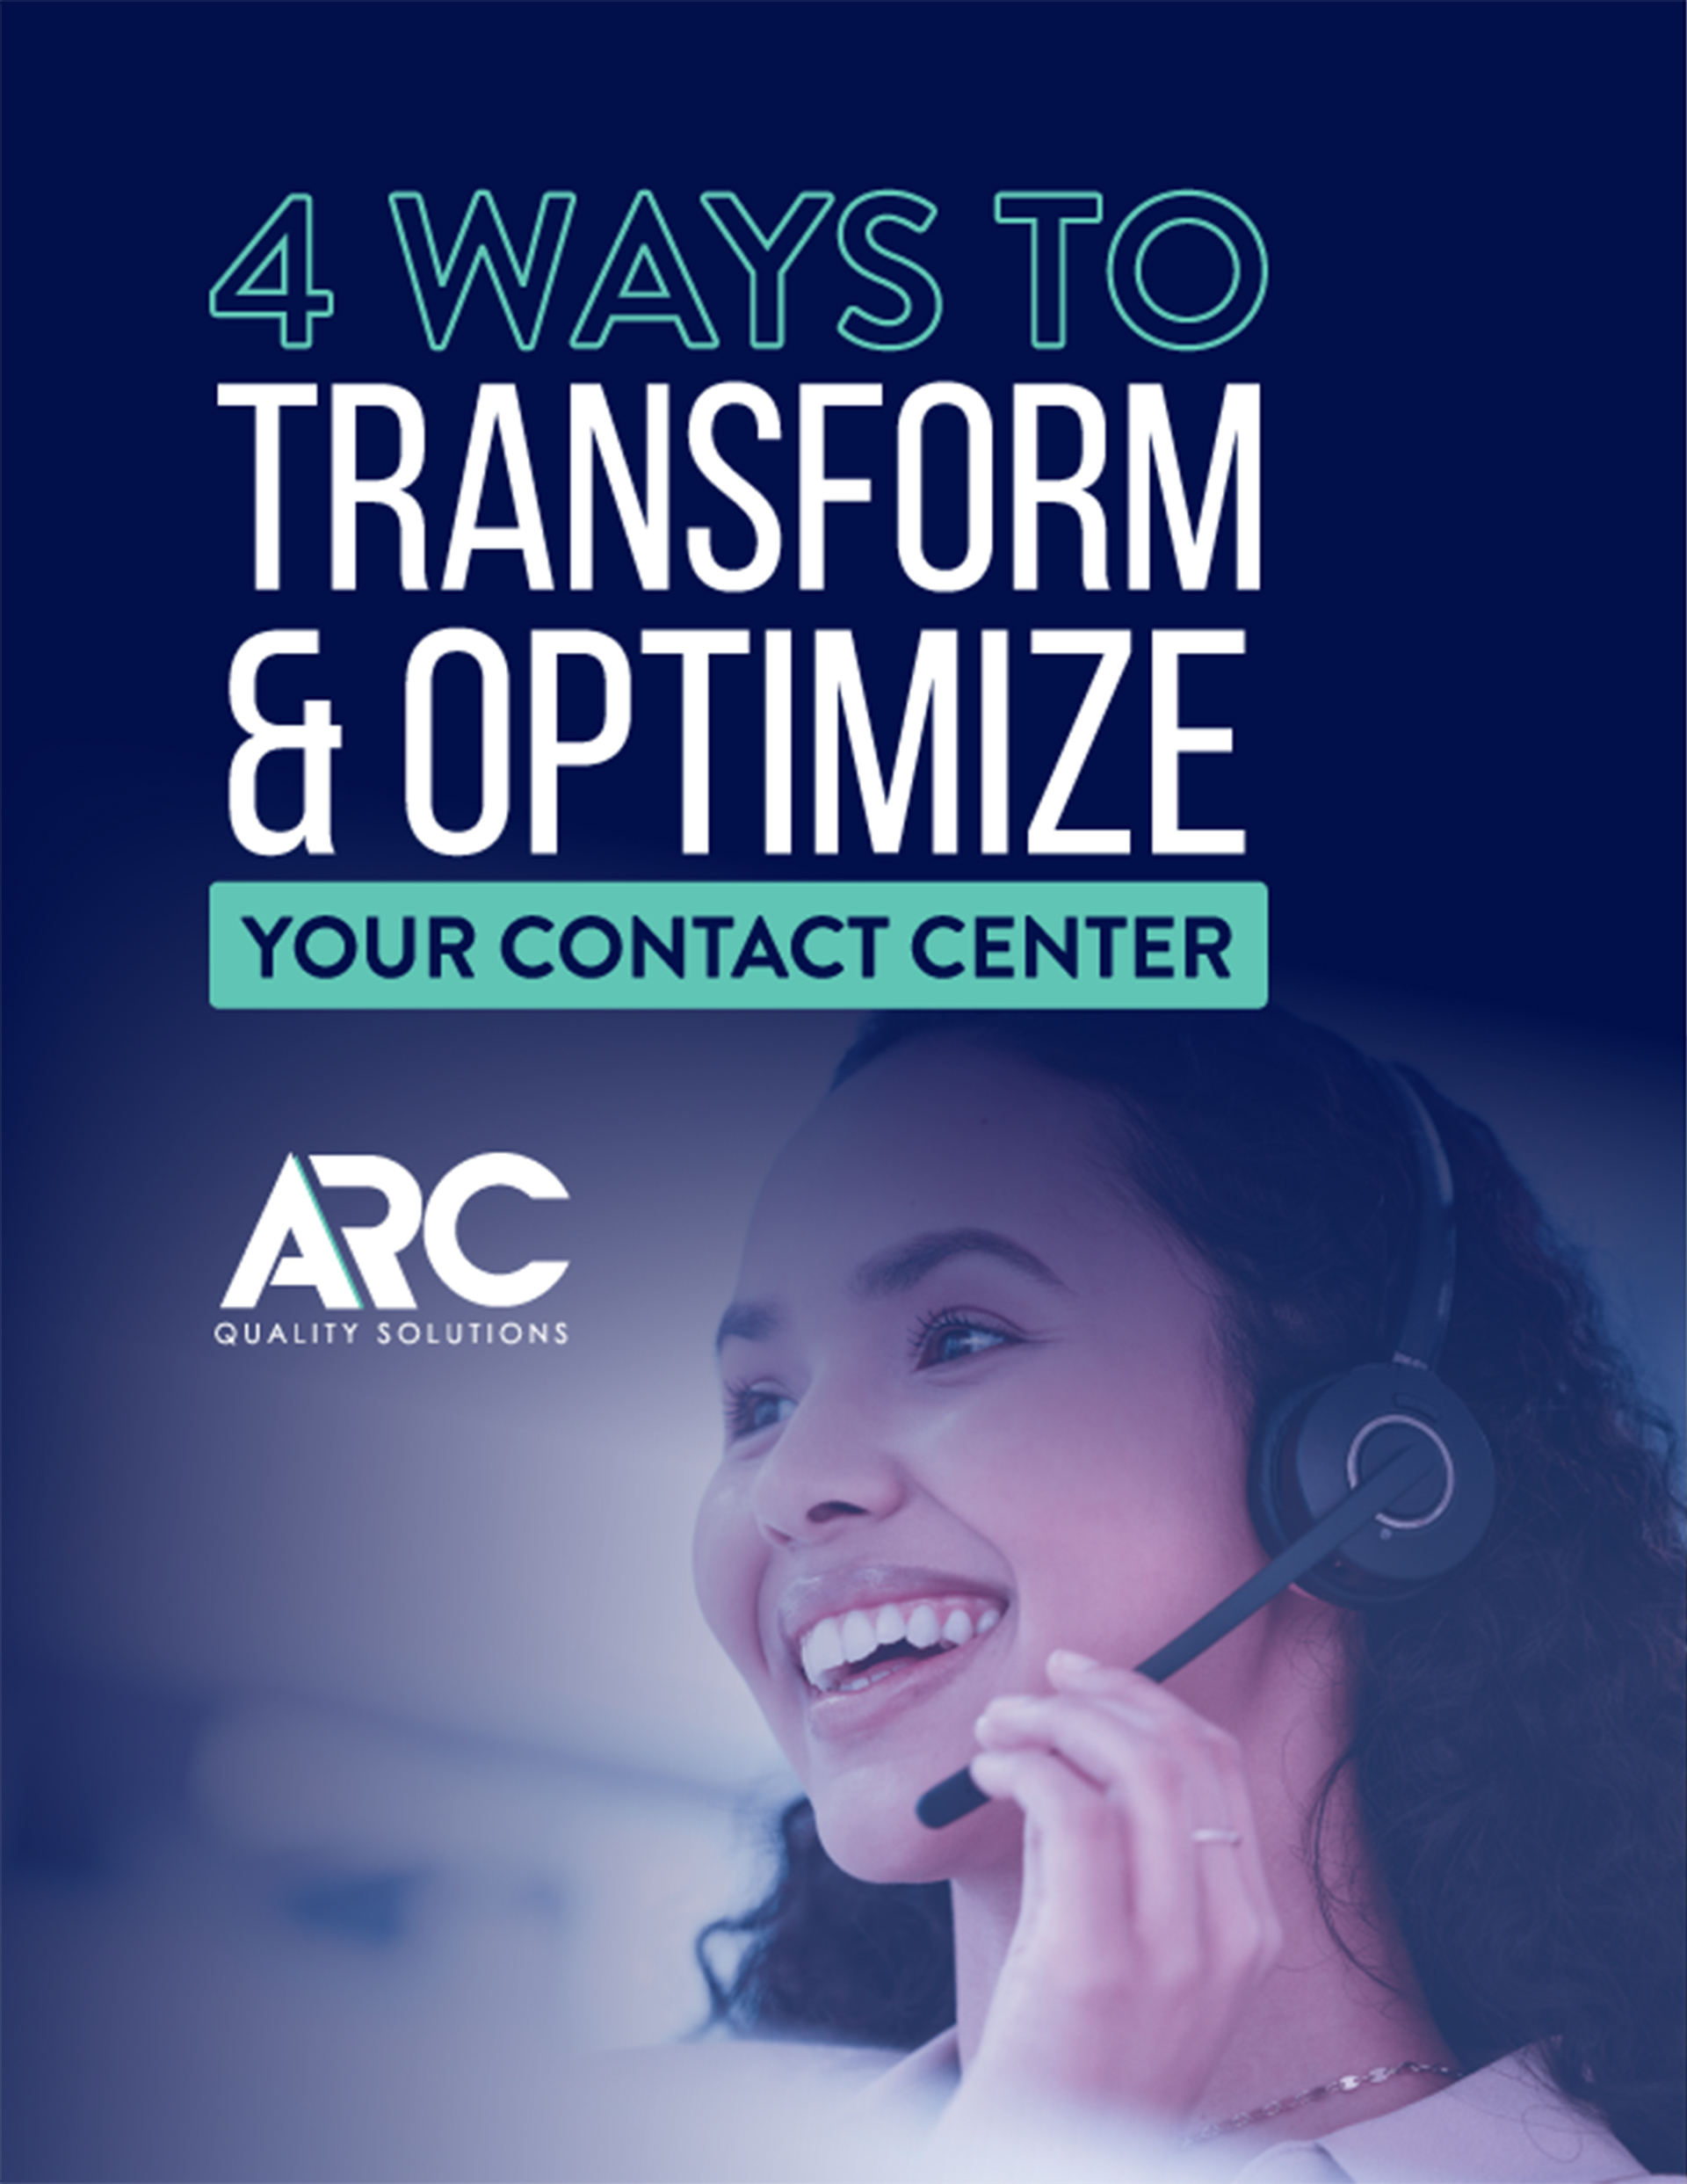 4 WAYS TO
TRANSFORM
& OPTIMIZE
YOUR CONTACT CENTER
ARC
QUALITY SOLUTIONS